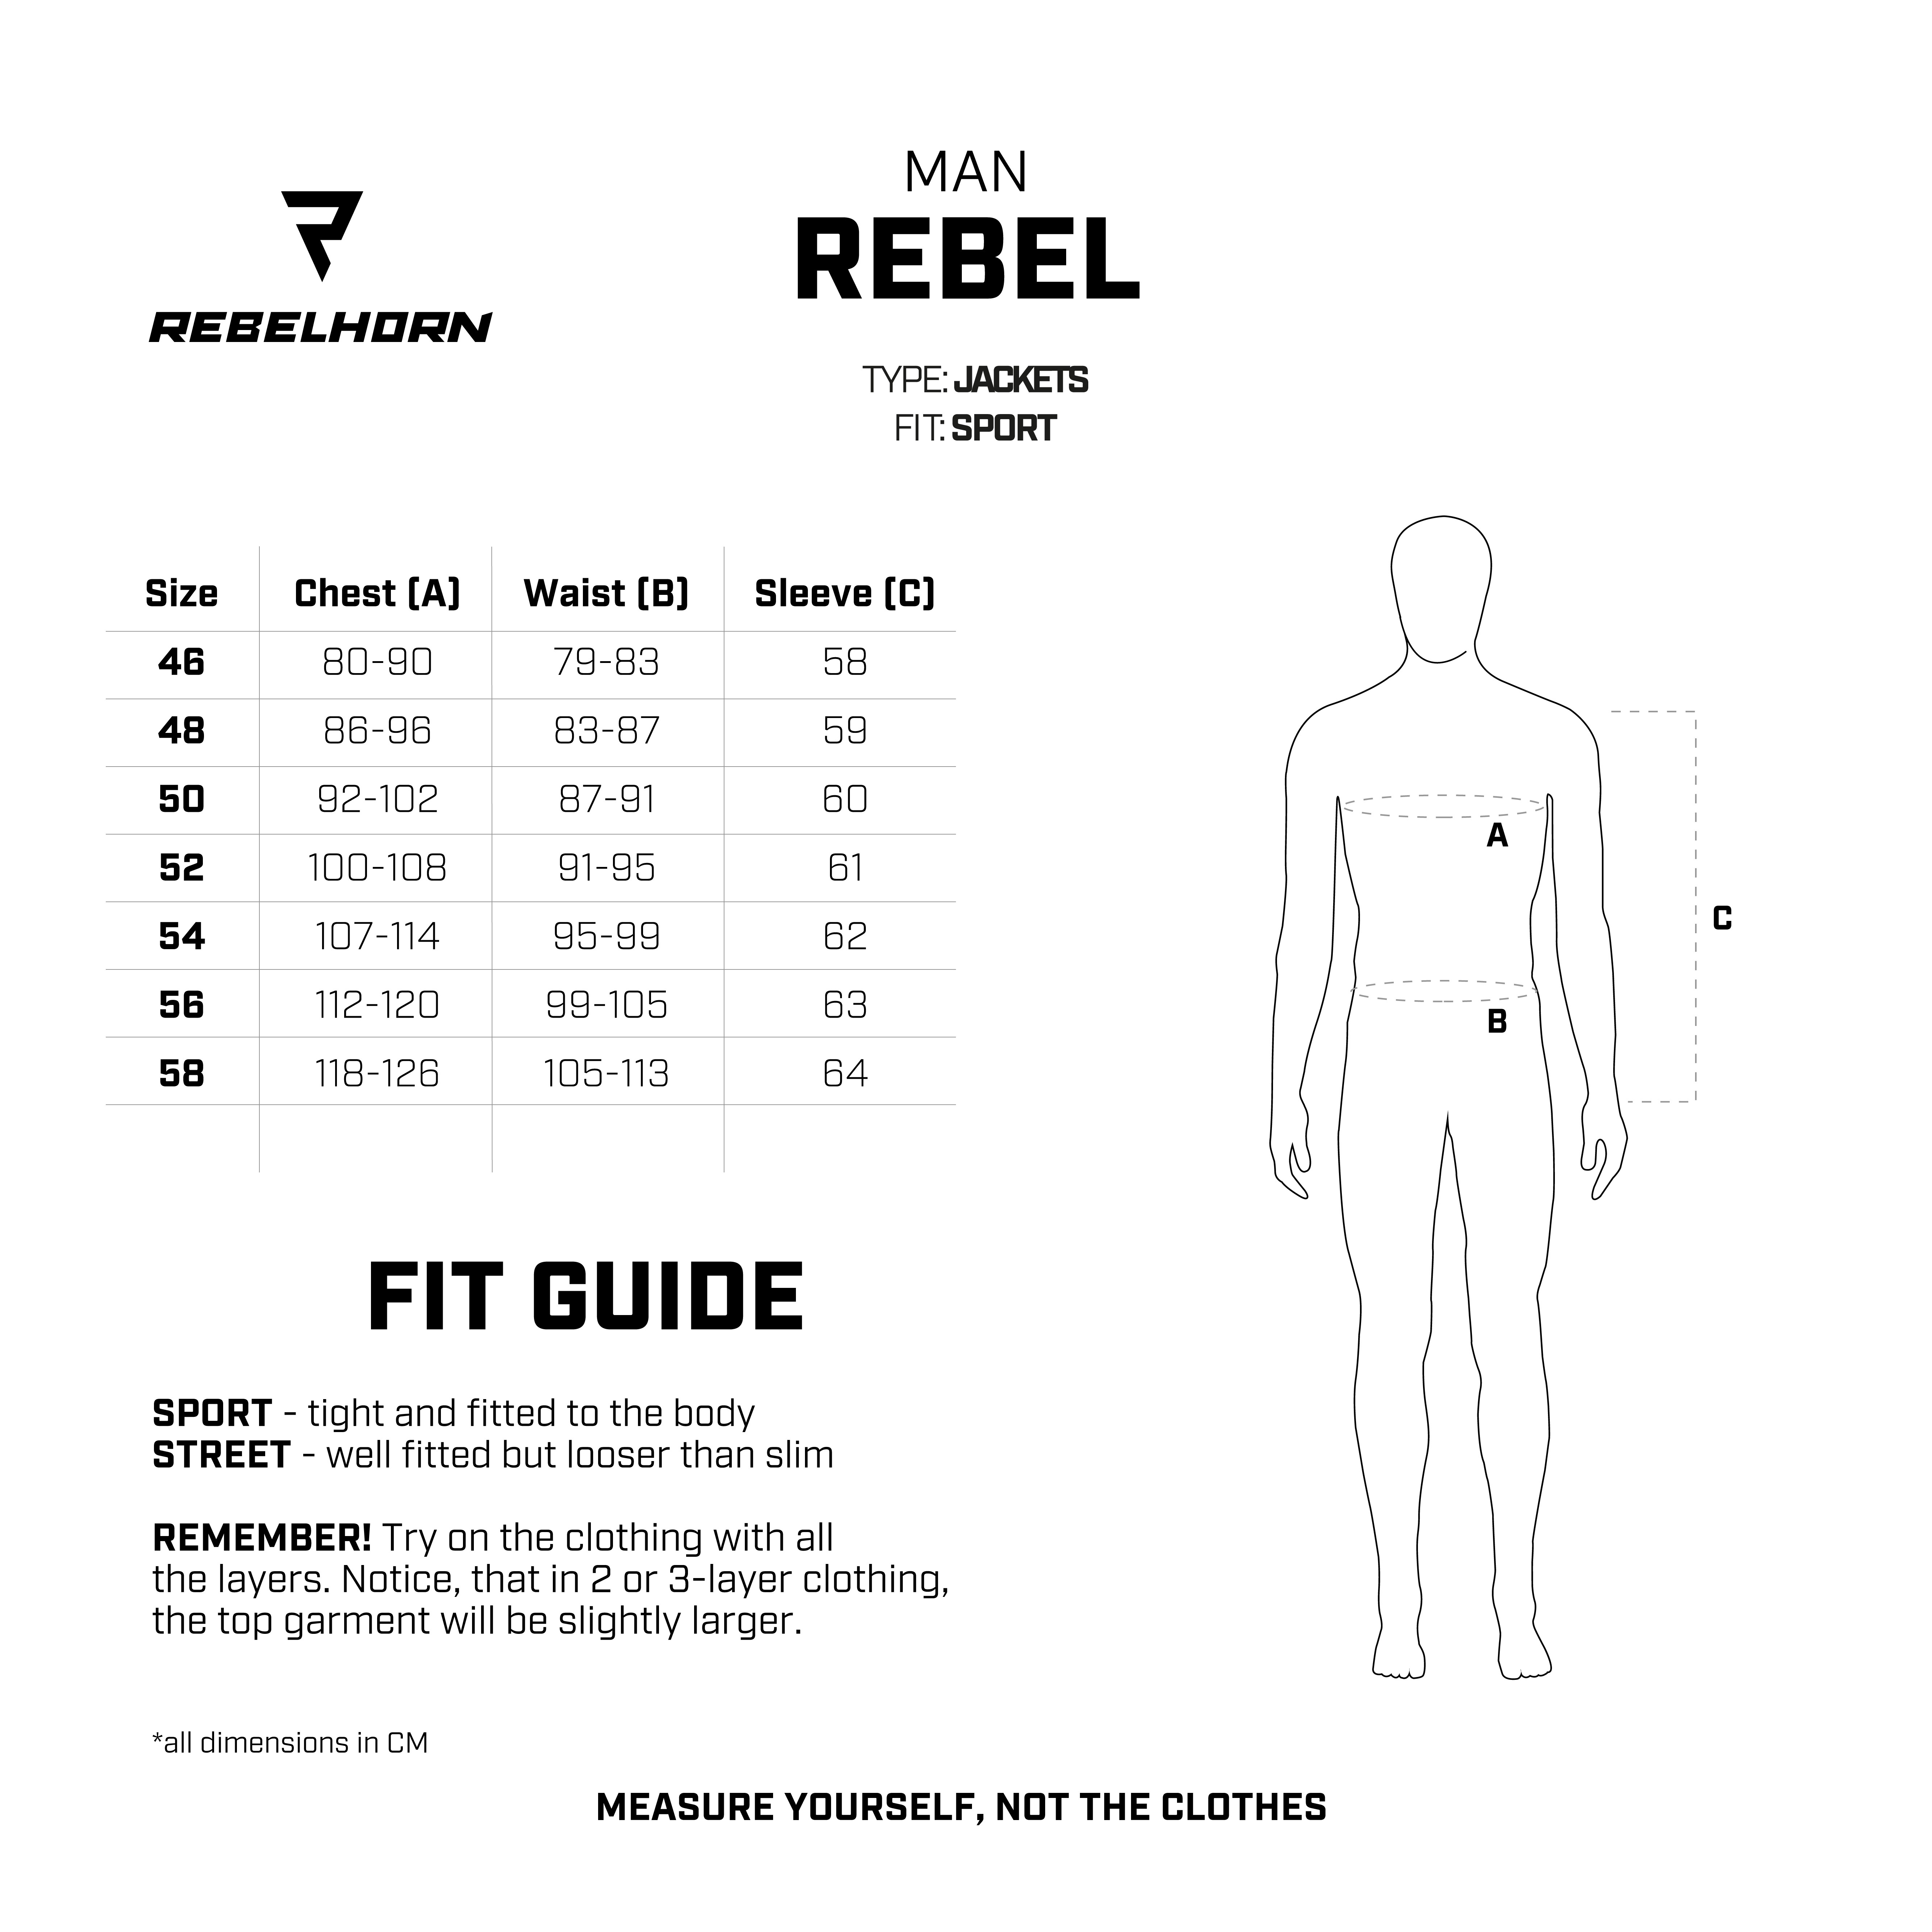 MAN
REBEL
REBELHORN
TYPE: JACKETS
FIT: SPORT
Size Chest (A) Waist (B) Sleeve (C)
46 80-90 79-83 58
48 86-96 83-87 59
50 92-102 87-91 60
52 100-108 91-95 61
54 107-114 95-99 62
56 112-120 99-105 63
58 118-126 105-113 64
A
C
B
FIT GUIDE
SPORT - tight and fitted to the body
STREET - well fitted but looser than slim
REMEMBER! Try on the clothing with all
the layers. Notice, that in 2 or 3-layer clothing,
the top garment will be slightly larger.
*all dimensions in CM
MEASURE YOURSELF, NOT THE CLOTHES